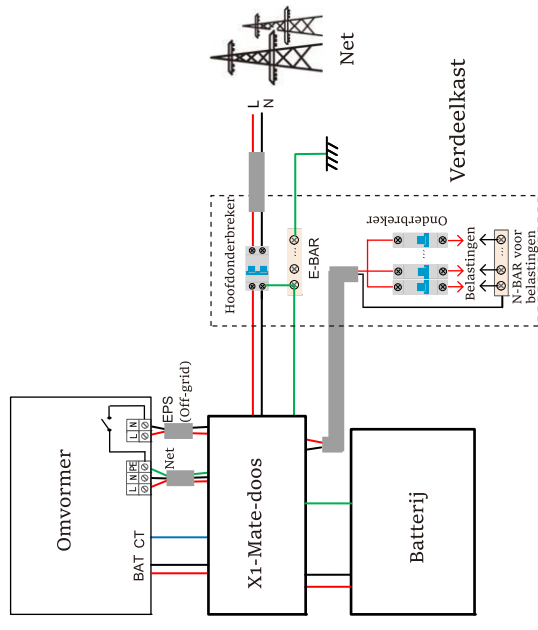 Omvormer
BAT CT
L N PE
L N
Net
EPS
(Off-grid)
X1-Mate-doos
Batterij
Hoofdonderbreken
E-BAR
L
N
Net
Verdeelkast
Onderbreker
Belastingen
N-BAR voor
belastingen